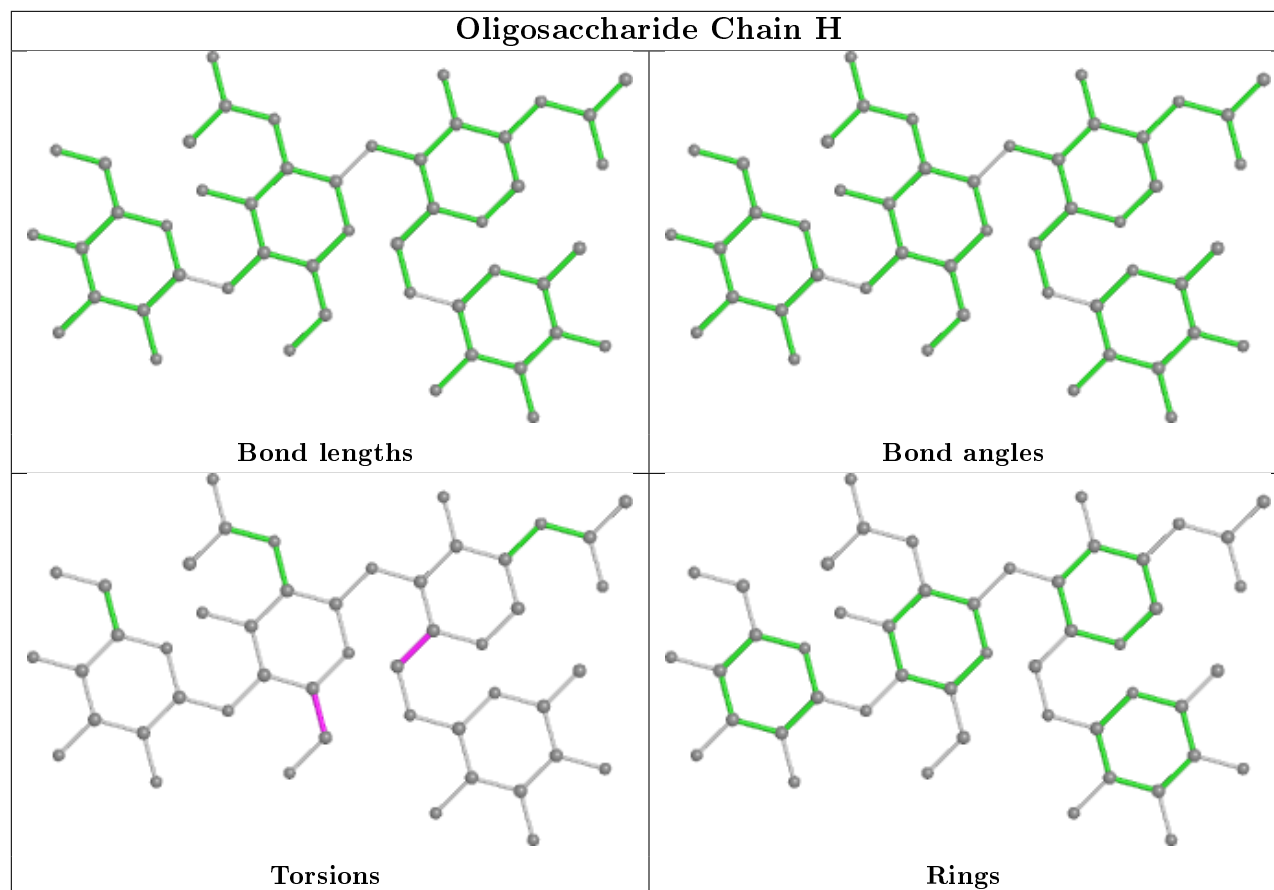 Oligosaccharide Chain H
Bond lengths
Bond angles
Torsions
Rings